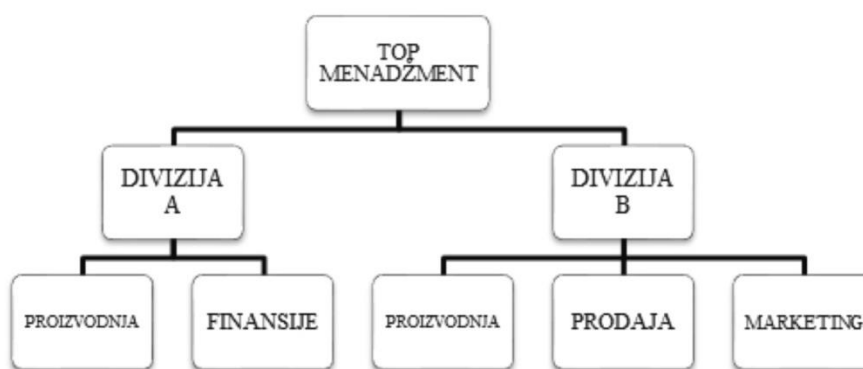 TOP
MENADŽMENT
DIVIZIJA
A
DIVIZIJA
B
PROIZVODNJA
FINANSIJE
PROIZVODNJA
PRODAJA
MARKETING